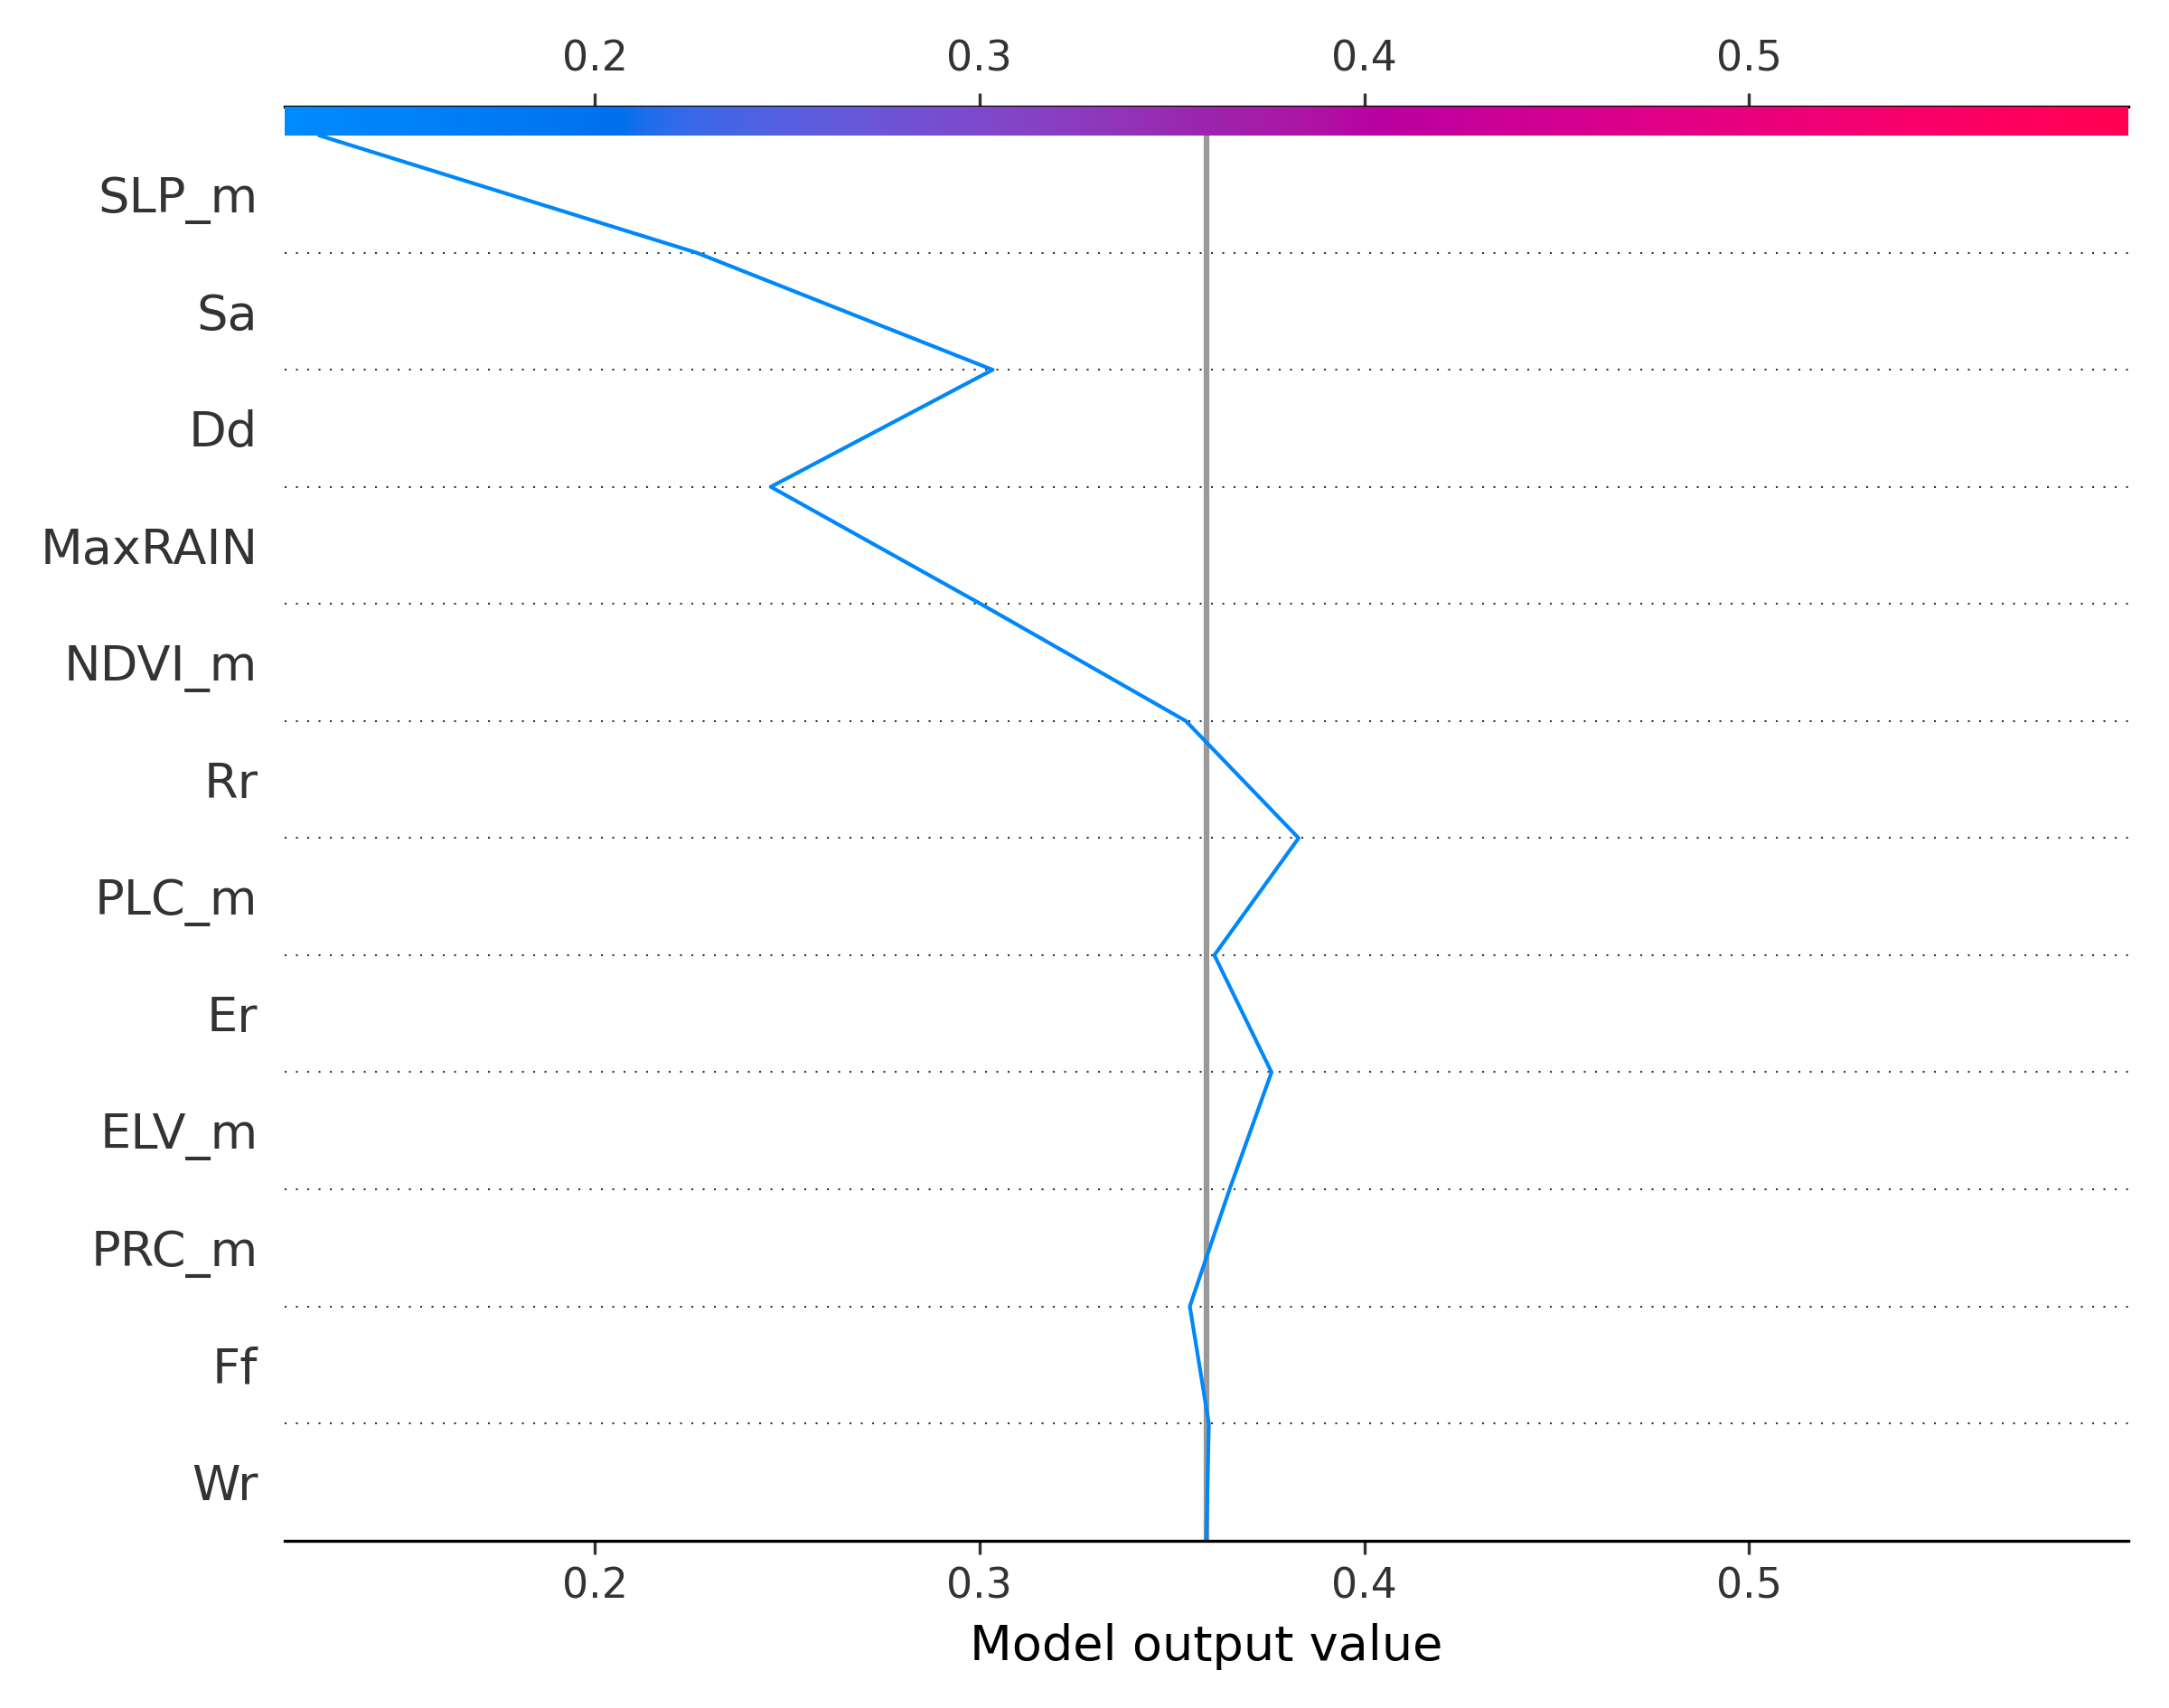 0.2 0.3 0.4 0.5
SLP_m
Sa
Dd
MaxRAIN
NDVI_m
Rr
PLC_m
Er
ELV_m
PRC_m
Ff
Wr
0.2 0.3 0.4 0.5
Model output value